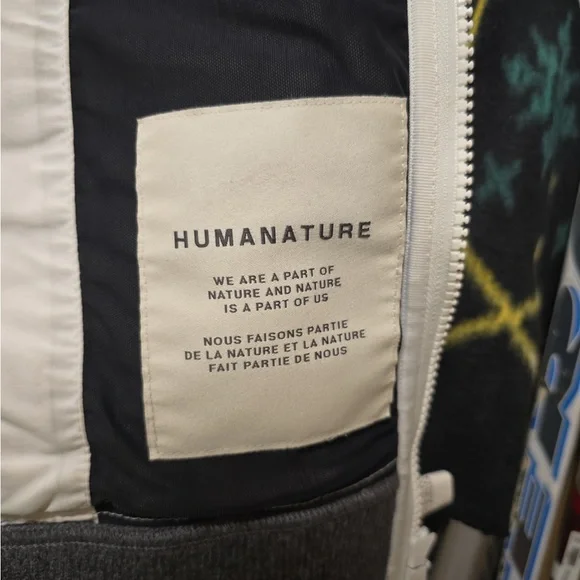 HUMANATURE
WE ARE A PART OF
NATURE AND NATURE
IS A PART OF US
NOUS FAISONS PARTIE
DE LA NATURE ET LA NATURE
FAIT PARTIE DE NOUS